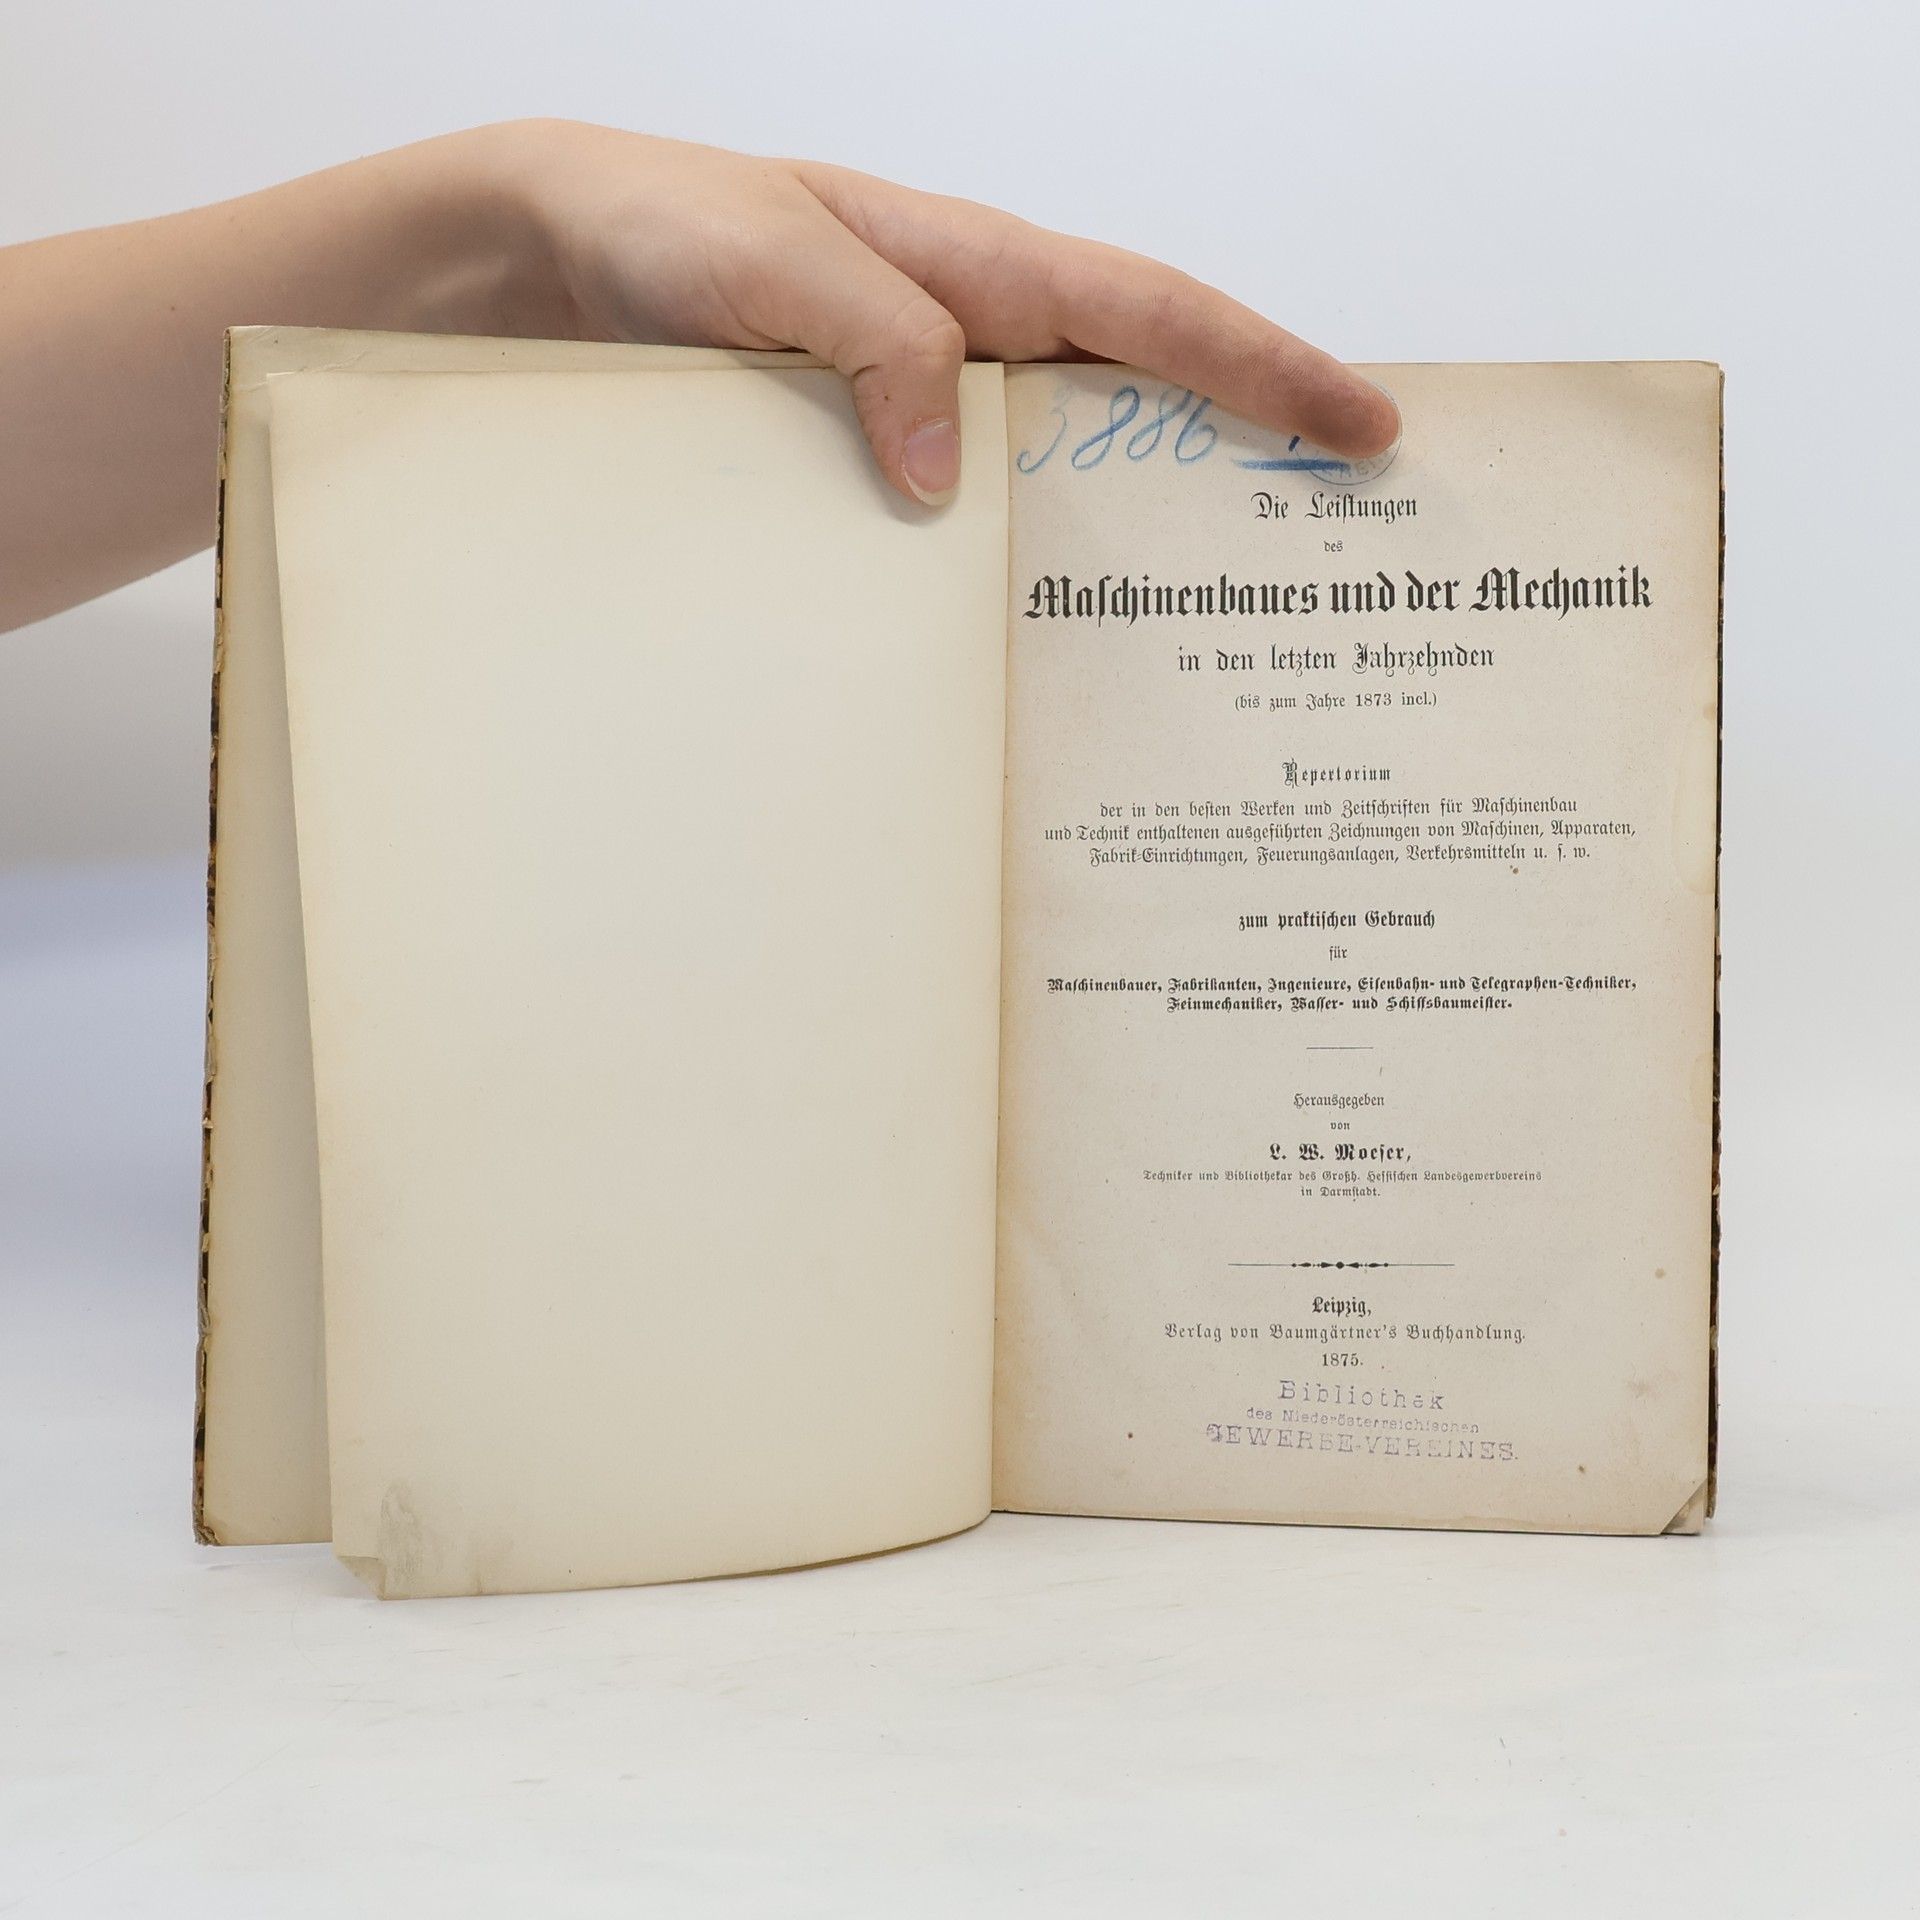 3886
Die Leiſtungen
des
Maſchinenbaues und der Mechanik
in den letzten Jahrzehnden
(bis zum Jahre 1873 incl.)
Repertorium
der in den beſten Werken und Zeitſchriften für Maſchinenbau
und Technik enthaltenen ausgeführten Zeichnungen von Maſchinen, Apparaten,
Fabrik-Einrichtungen, Feuerungsanlagen, Verkehrsmitteln u. ſ. w.
zum praktiſchen Gebrauch
für
Maſchinenbauer, Fabrikanten, Ingenieure, Eiſenbahn- und Telegraphen-Techniker,
Feinmechaniker, Waſſer- und Schiffsbaumeiſter.
Herausgegeben
von
L. W. Moeſer,
Techniker und Bibliothekar des Großh. Heſſiſchen Landesgewerbvereins
in Darmſtadt.
Leipzig,
Verlag von Baumgärtner's Buchhandlung.
1875.
Bibliothek
des Niederösterreichischen
GEWERBE-VEREINES.